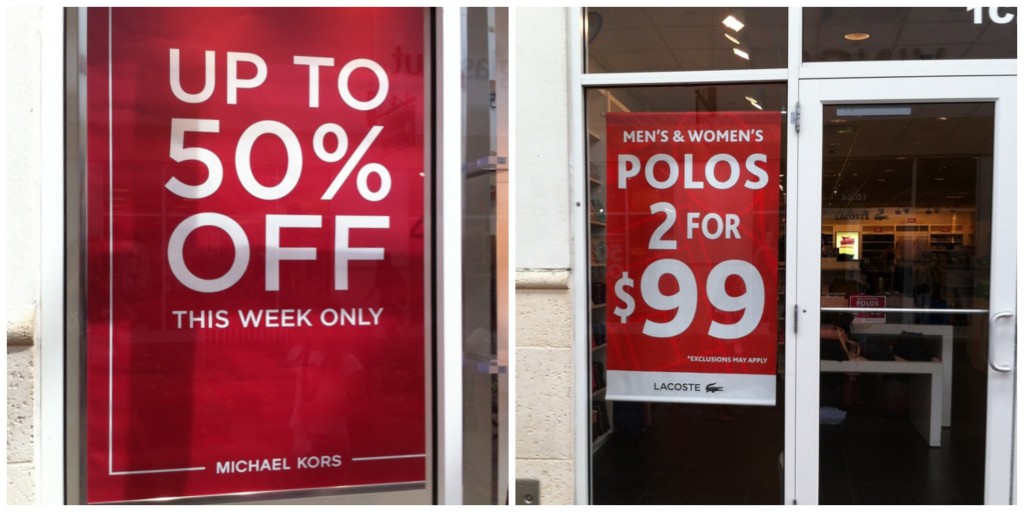 UP TO
50%
OFF
THIS WEEK ONLY
MICHAEL KORS
1C
MEN'S & WOMEN'S
POLOS
2 FOR
$99
*EXCLUSIONS MAY APPLY
LACOSTE
LACOSTE
POLOS